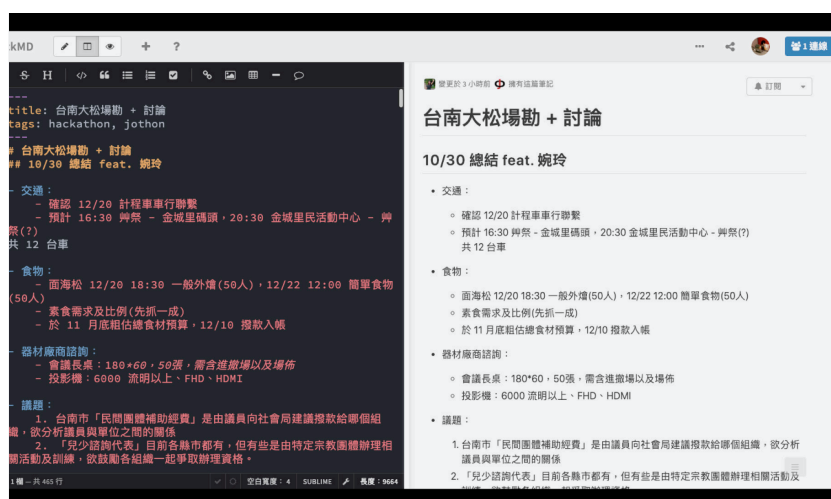 kMD
?
1 連線
H
---
title: 台南大松場勘 + 討論
tags: hackathon, jothon
---
# 台南大松場勘 + 討論
## 10/30 總結 feat. 婉玲
- 交通：
- 確認 12/20 計程車車行聯繫
- 預計 16:30 艸祭 - 金城里碼頭，20:30 金城里民活動中心 - 艸
祭(?)
共 12 台車
- 食物：
- 面海松 12/20 18:30 一般外燴(50人)，12/22 12:00 簡單食物
(50人)
- 素食需求及比例(先抓一成)
- 於 11 月底粗估總食材預算，12/10 撥款入帳
- 器材廠商諮詢：
- 會議長桌：180*60，50張，需含進撤場以及場佈
- 投影機：6000 流明以上、FHD、HDMI
- 議題：
1. 台南市「民間團體補助經費」是由議員向社會局建議撥款給哪個組
織，欲分析議員與單位之間的關係
2. 「兒少諮詢代表」目前各縣市都有，但有些是由特定宗教團體辦理相
關活動及訓練，欲鼓勵各組織一起爭取辦理資格。
1 欄 — 共 465 行
空白寬度：4
SUBLIME
長度：9664
變更於 3 小時前
擁有這篇筆記
訂閱
台南大松場勘 + 討論
10/30 總結 feat. 婉玲
• 交通：
◦ 確認 12/20 計程車車行聯繫
◦ 預計 16:30 艸祭 - 金城里碼頭，20:30 金城里民活動中心 - 艸祭(?)
共 12 台車
• 食物：
◦ 面海松 12/20 18:30 一般外燴(50人)，12/22 12:00 簡單食物(50人)
◦ 素食需求及比例(先抓一成)
◦ 於 11 月底粗估總食材預算，12/10 撥款入帳
• 器材廠商諮詢：
◦ 會議長桌：180*60，50張，需含進撤場以及場佈
◦ 投影機：6000 流明以上、FHD、HDMI
• 議題：
1. 台南市「民間團體補助經費」是由議員向社會局建議撥款給哪個組織，欲分析
議員與單位之間的關係
2. 「兒少諮詢代表」目前各縣市都有，但有些是由特定宗教團體辦理相關活動及